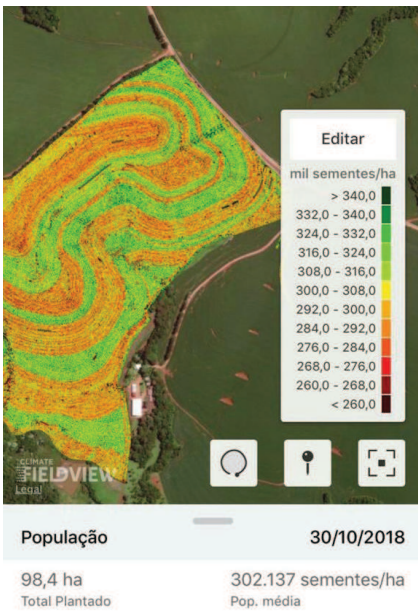 Editar
mil sementes/ha
> 340,0
332,0 - 340,0
324,0 - 332,0
316,0 - 324,0
308,0 - 316,0
300,0 - 308,0
292,0 - 300,0
284,0 - 292,0
276,0 - 284,0
268,0 - 276,0
260,0 - 268,0
< 260,0
CLIMATE
FIELDVIEW
Legal
População 30/10/2018
98,4 ha 302.137 sementes/ha
Total Plantado Pop. média